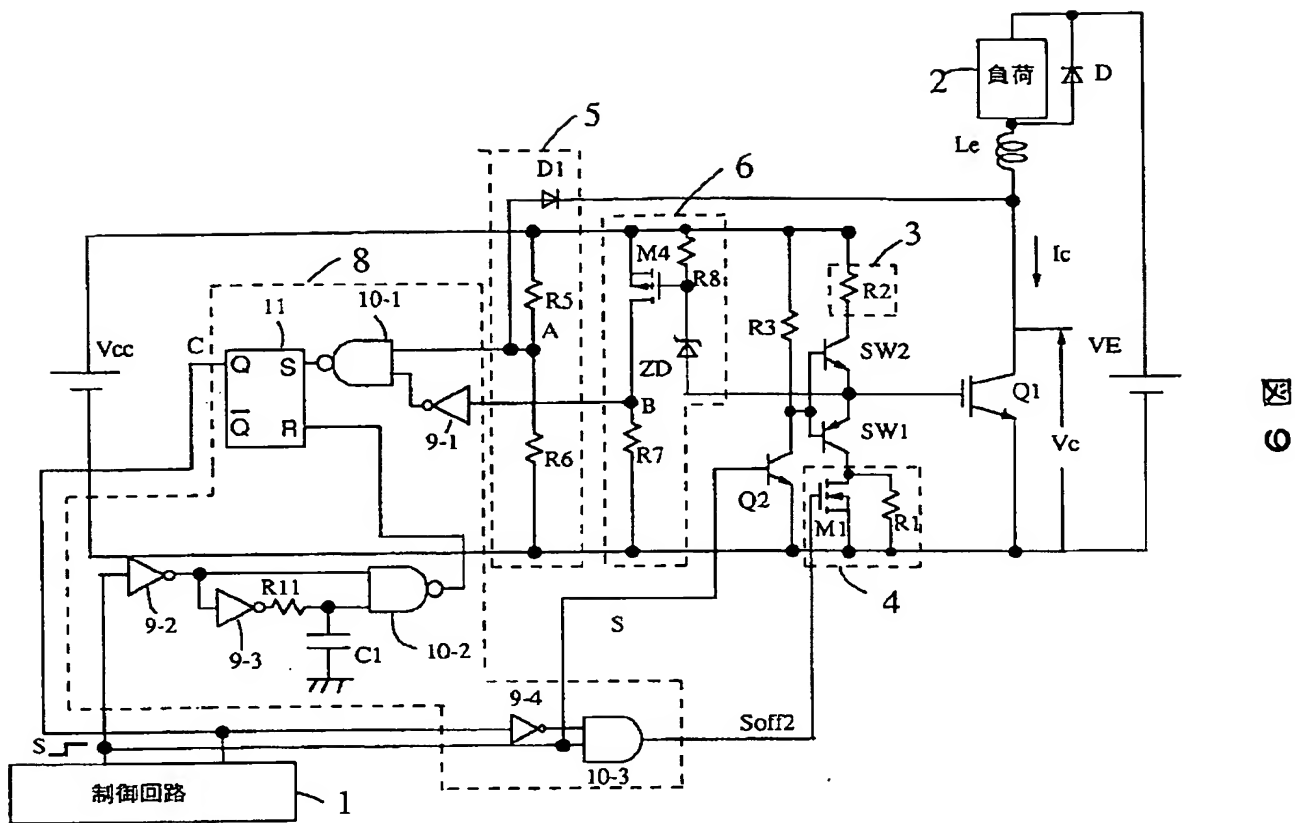 2
負荷
D
Le
5
D1
6
3
Ic
8
M4
R8
R2
11
10-1
R5
A
R3
Vcc
C
Q
S
ZD
SW2
VE
Q1
Q
R
9-1
B
SW1
Vc
R6
R7
Q2
M1
R1
R11
4
9-2
S
9-3
C1
10-2
9-4
Soff2
S
10-3
制御回路
1
図
6